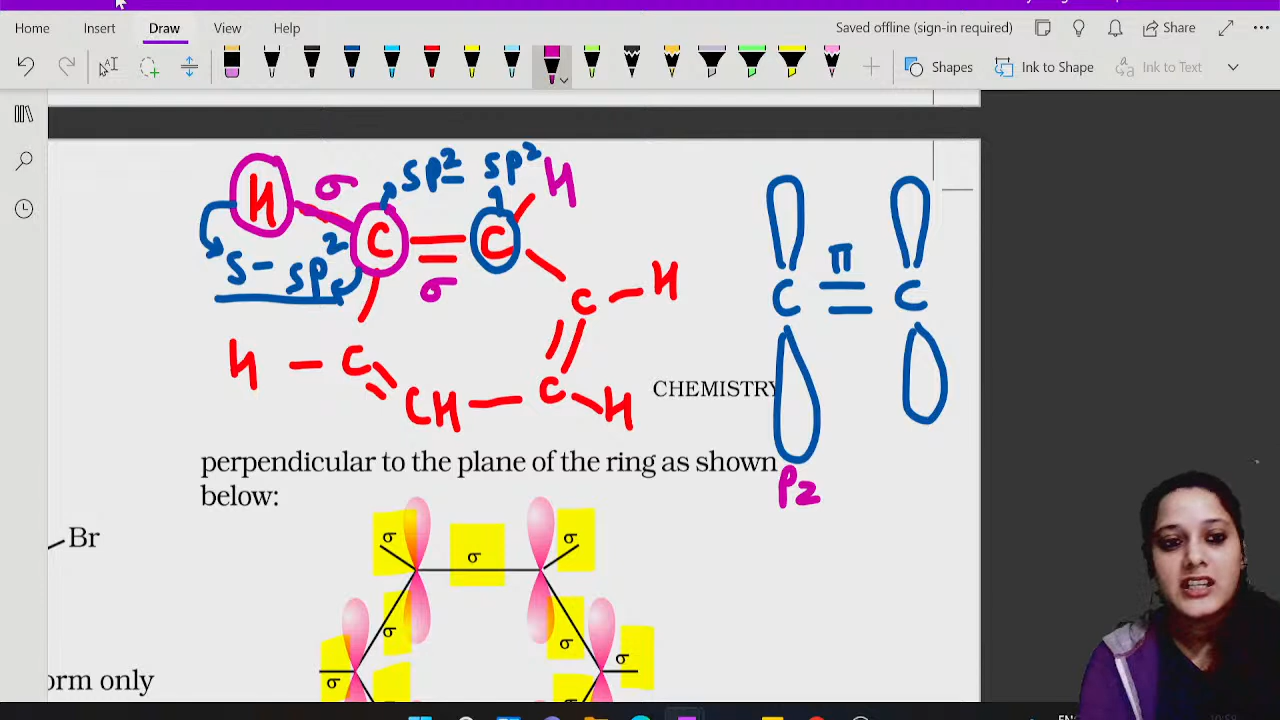 Home Insert Draw View Help Saved offline (sign-in required) Share
Shapes Ink to Shape Ink to Text
H σ C sp2 sp2 H
s - sp2 C = C
σ
C - H
H - C
CH - C H
C π C
Pz
CHEMISTRY
perpendicular to the plane of the ring as shown
below:
Br
σ σ σ
σ σ
σ σ
orm only